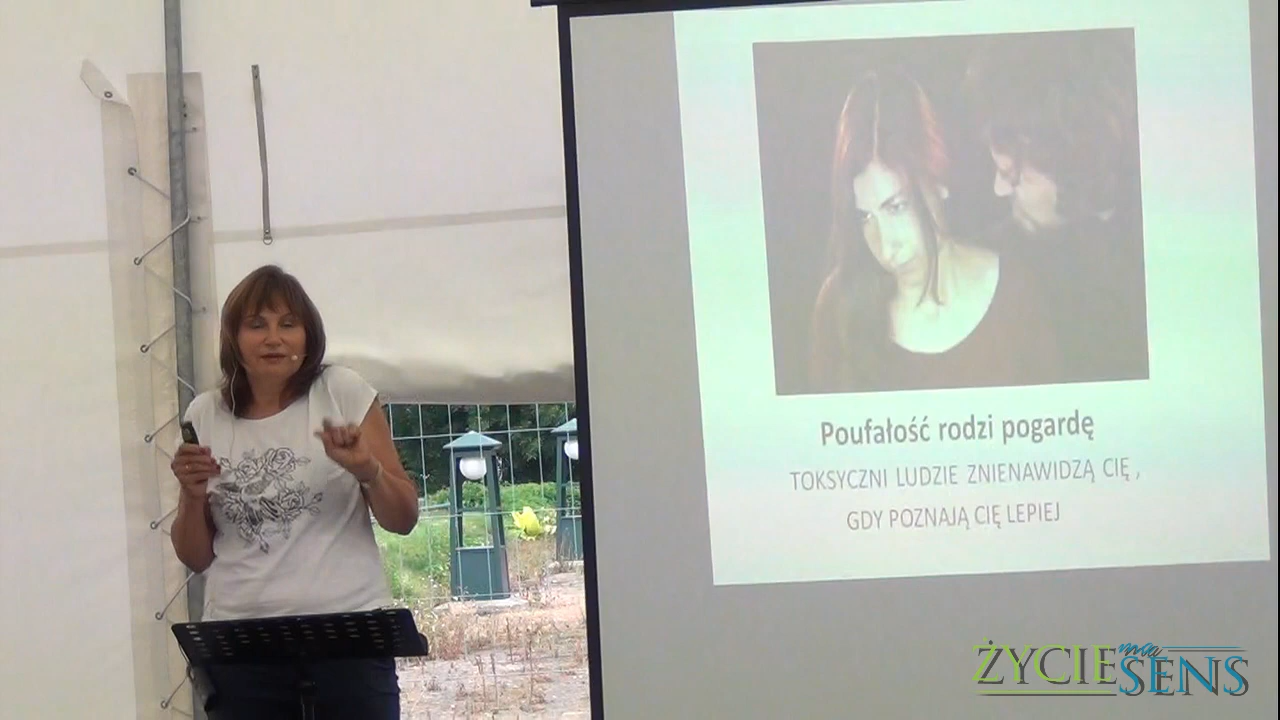 Poufałość rodzi pogardę
TOKSYCZNI LUDZIE ZNIENAWIDZĄ CIĘ ,
GDY POZNAJĄ CIĘ LEPIEJ
ŻYCIE ma SENS